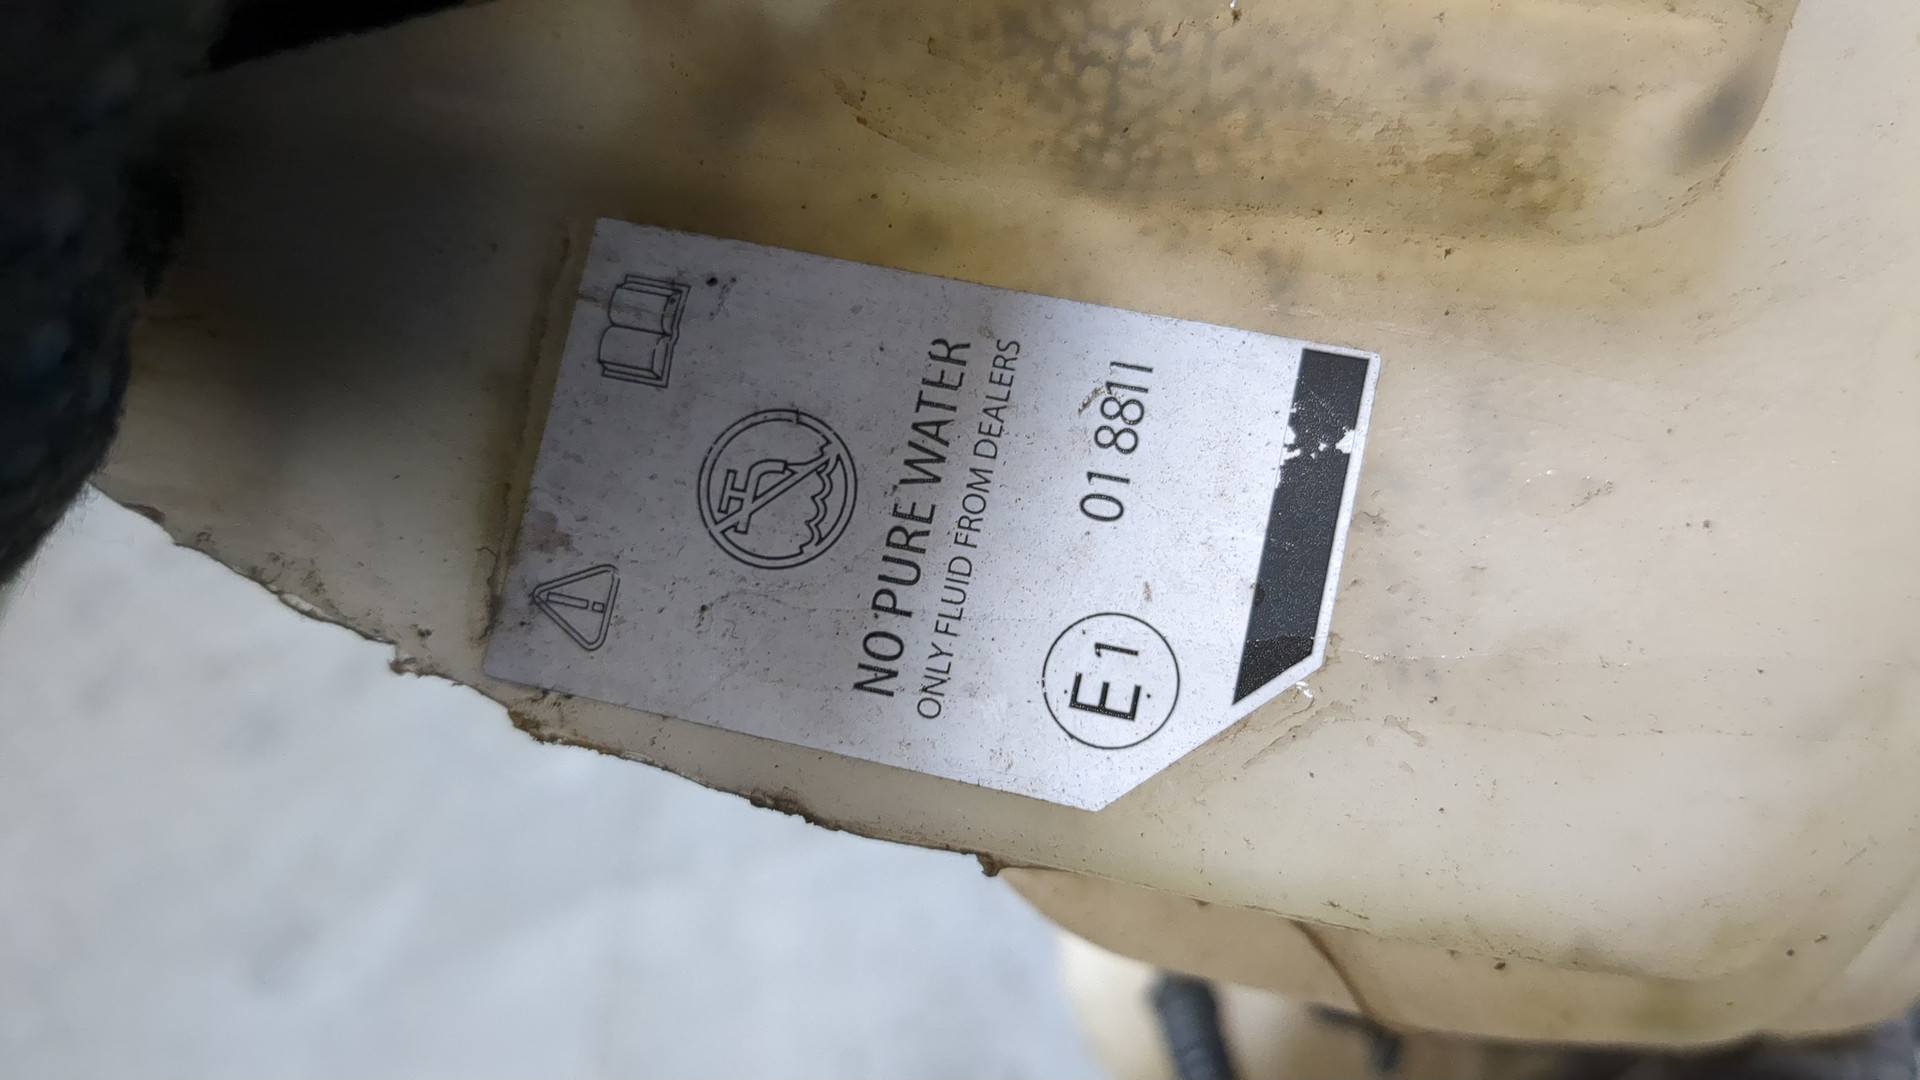 NO PURE WATER
ONLY FLUID FROM DEALERS
E1 01 8811